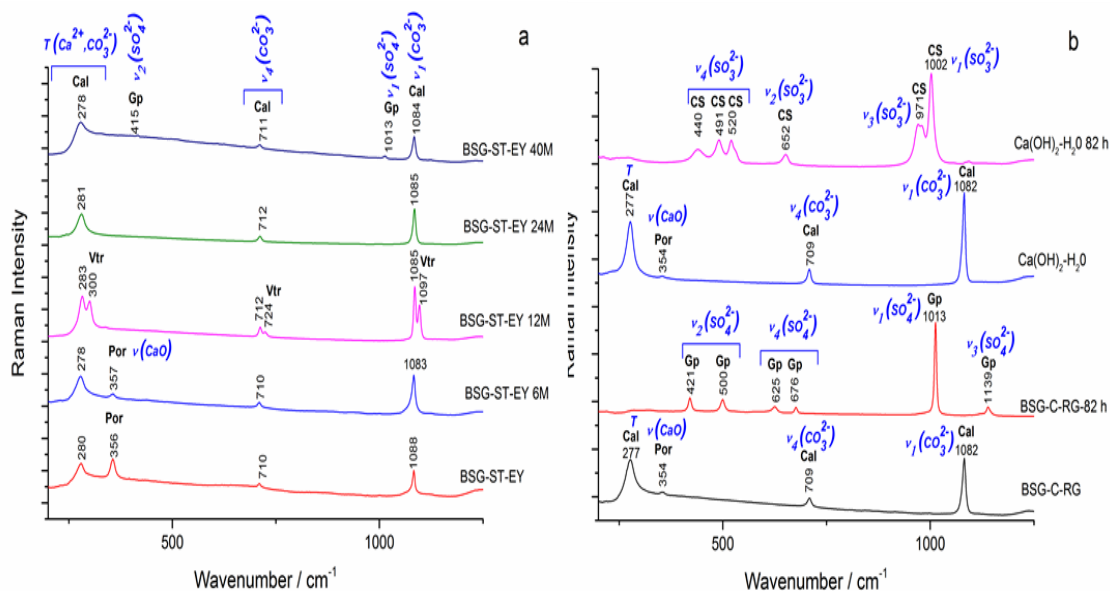 a
T(Ca²⁺,CO₃²⁻)
ν₂(SO₄²⁻)
ν₄(CO₃²⁻)
ν₁(SO₄²⁻)
ν₁(CO₃²⁻)
Cal
278
Gp
415
Cal
711
Gp
1013
Cal
1084
BSG-ST-EY 40M
281
712
1085
BSG-ST-EY 24M
283
Vtr
300
Vtr
712
724
1085
Vtr
1097
BSG-ST-EY 12M
278
Por ν(CaO)
357
710
1083
BSG-ST-EY 6M
280
Por
356
710
1088
BSG-ST-EY
Raman Intensity
500
1000
Wavenumber / cm⁻¹
b
ν₄(SO₃²⁻)
ν₂(SO₃²⁻)
ν₃(SO₃²⁻)
CS
1002
ν₁(SO₃²⁻)
CS CS CS
440
491
520
CS
652
CS
971
Ca(OH)₂-H₂0 82 h
T
Cal
277
ν(CaO)
Por
354
ν₄(CO₃²⁻)
Cal
709
ν₁(CO₃²⁻)
Cal
1082
Ca(OH)₂-H₂0
ν₂(SO₄²⁻)
ν₄(SO₄²⁻)
ν₁(SO₄²⁻)
Gp
1013
ν₃(SO₄²⁻)
Gp
421
Gp
500
Gp
625
Gp
676
Gp
1139
BSG-C-RG-82 h
T
Cal
277
ν(CaO)
Por
354
ν₄(CO₃²⁻)
Cal
709
ν₁(CO₃²⁻)
Cal
1082
BSG-C-RG
Raman Intensity
500
1000
Wavenumber / cm⁻¹